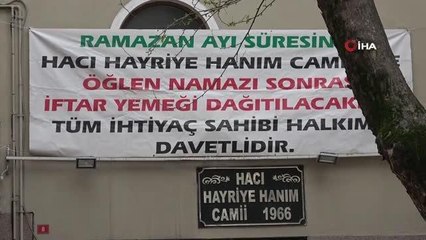 RAMAZAN AYI SÜRESİN
iHA
HACI HAYRİYE HANIM CAMİ
ÖĞLEN NAMAZI SONRAS
İFTAR YEMEĞİ DAĞITILACAK
TÜM İHTİYAÇ SAHİBİ HALKIM
DAVETLİDİR.
HACI
HAYRİYE HANIM
CAMİİ 1966